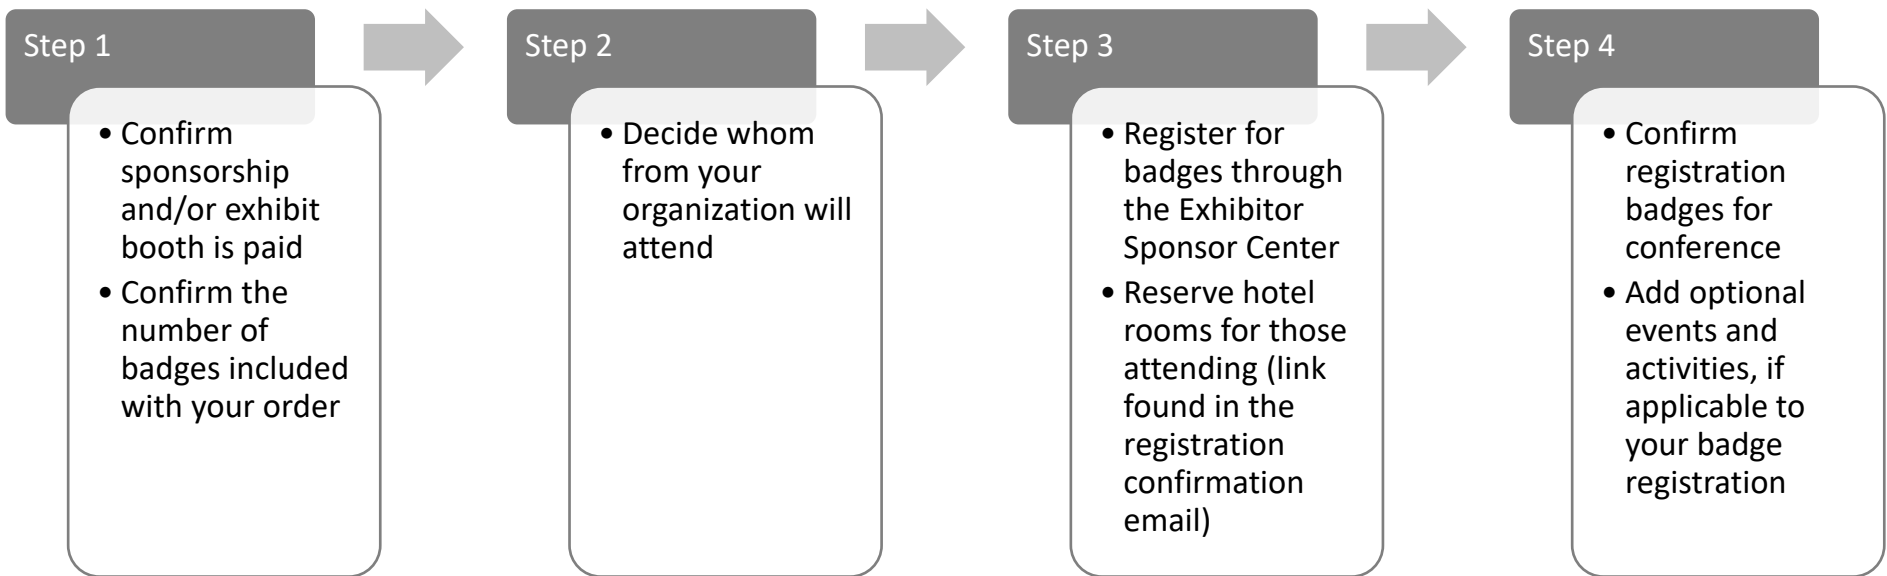 Step 1
• Confirm
sponsorship
and/or exhibit
booth is paid
• Confirm the
number of
badges included
with your order
Step 2
• Decide whom
from your
organization will
attend
Step 3
• Register for
badges through
the Exhibitor
Sponsor Center
• Reserve hotel
rooms for those
attending (link
found in the
registration
confirmation
email)
Step 4
• Confirm
registration
badges for
conference
• Add optional
events and
activities, if
applicable to
your badge
registration